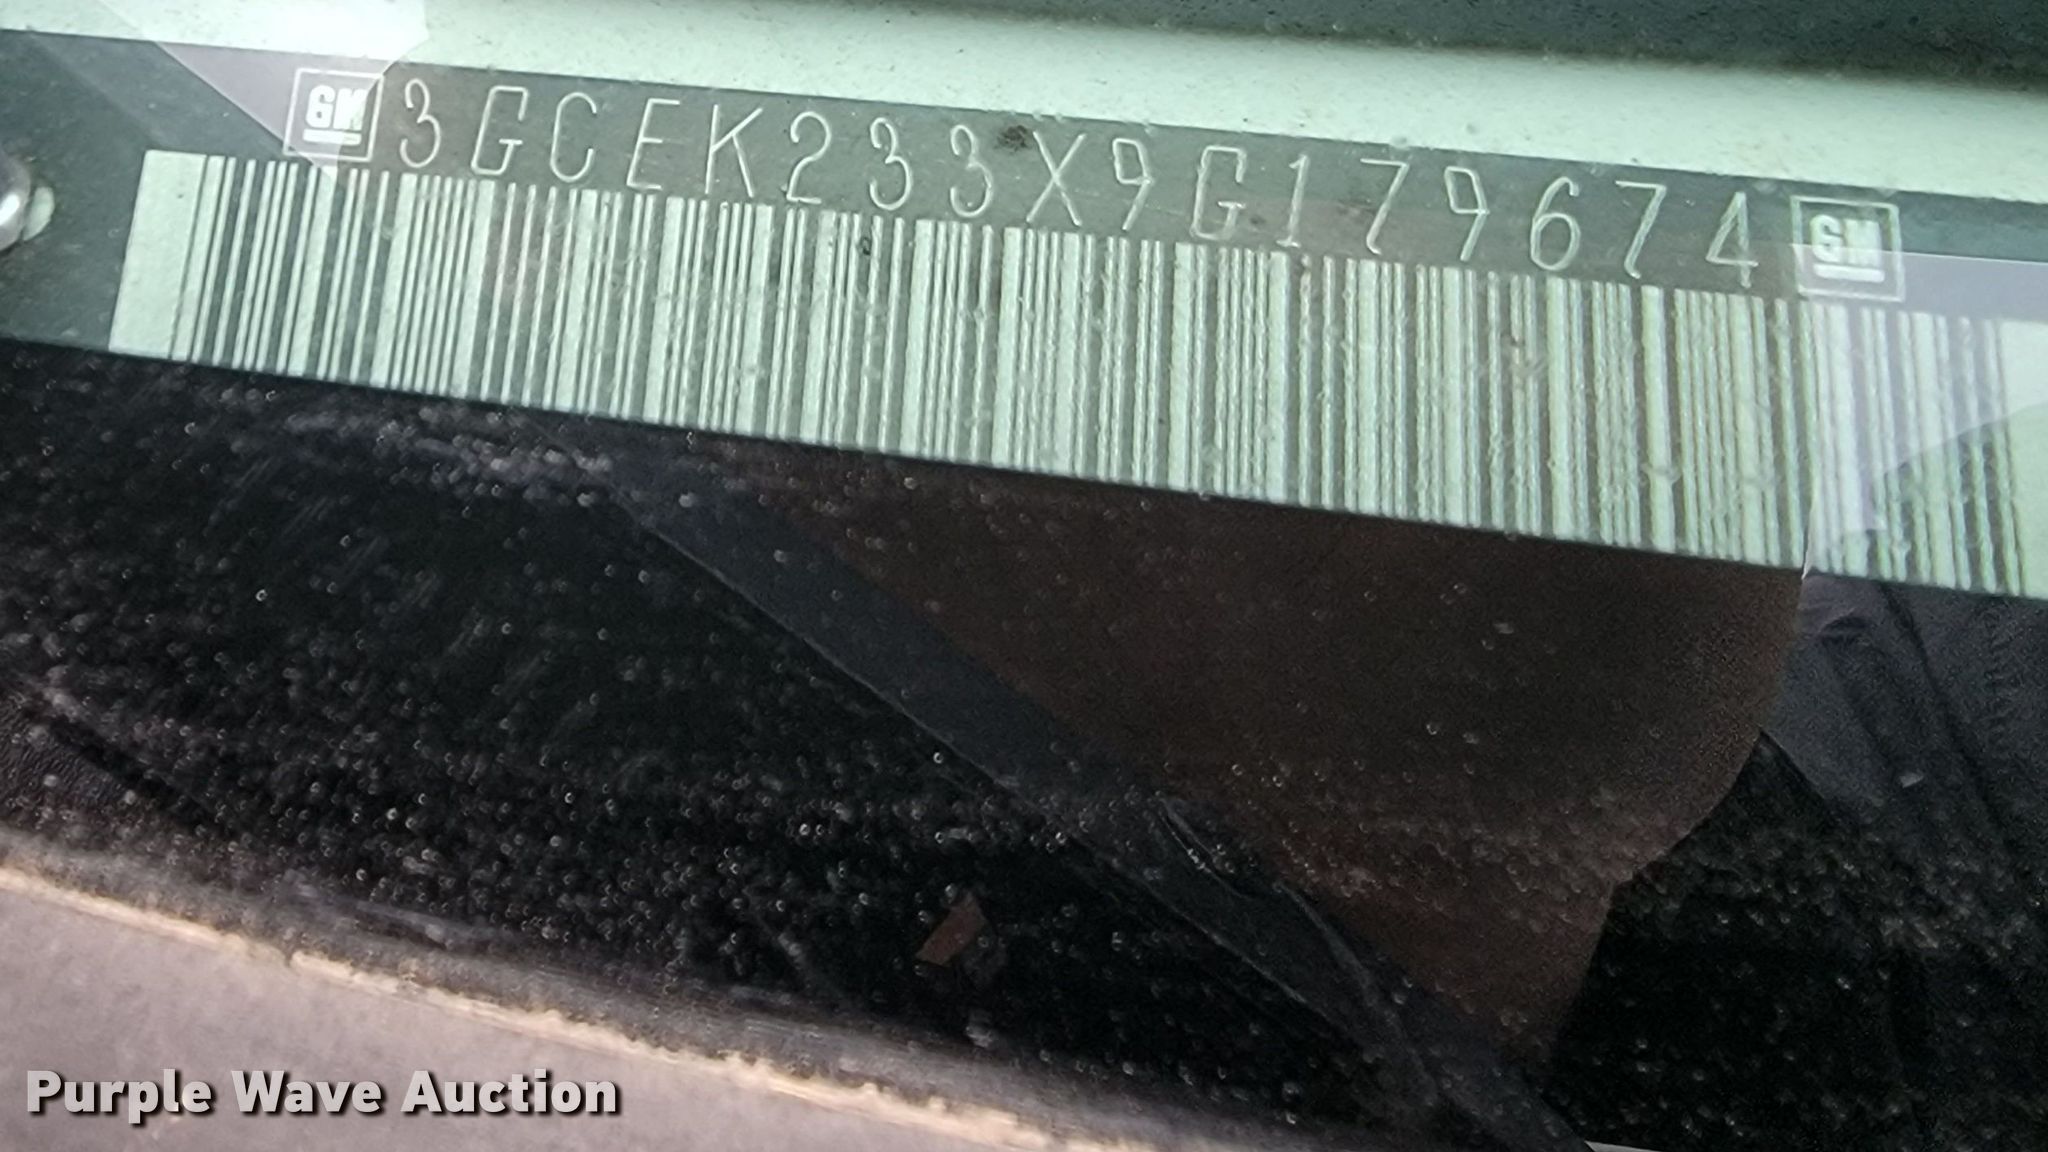 GM 3GCEK233X9G179674 GM
Purple Wave Auction